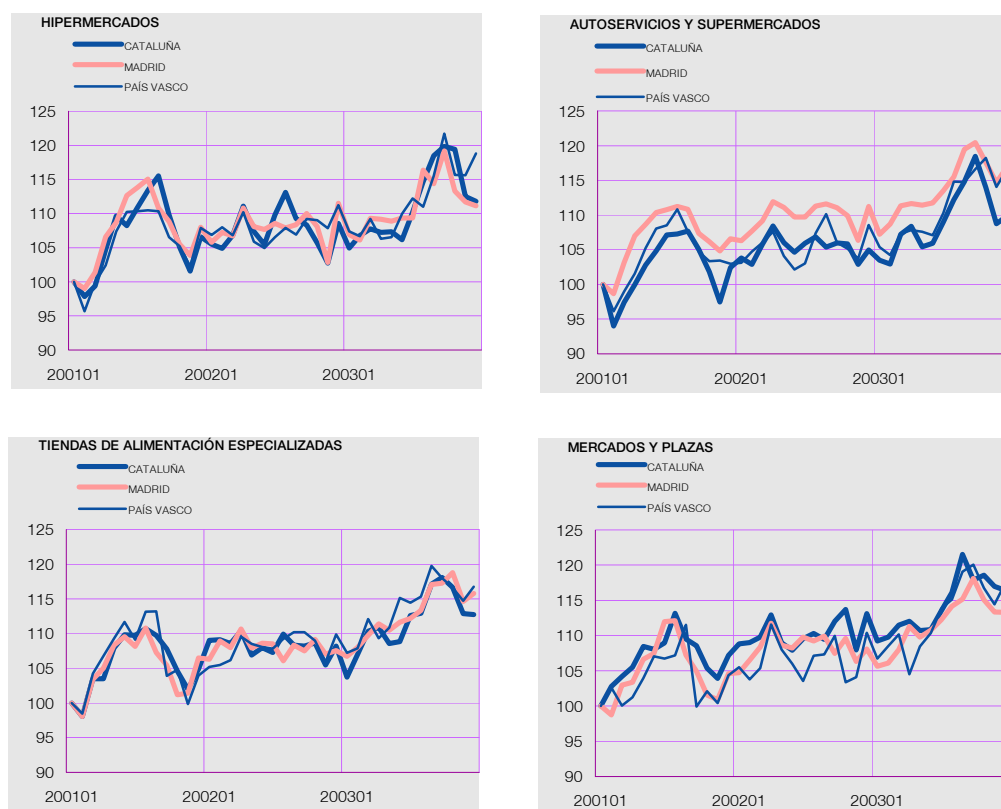 HIPERMERCADOS
CATALUÑA
MADRID
PAÍS VASCO
125
120
115
110
105
100
95
90
200101
200201
200301
AUTOSERVICIOS Y SUPERMERCADOS
CATALUÑA
MADRID
PAÍS VASCO
125
120
115
110
105
100
95
90
200101
200201
200301
TIENDAS DE ALIMENTACIÓN ESPECIALIZADAS
CATALUÑA
MADRID
PAÍS VASCO
125
120
115
110
105
100
95
90
200101
200201
200301
MERCADOS Y PLAZAS
CATALUÑA
MADRID
PAÍS VASCO
125
120
115
110
105
100
95
90
200101
200201
200301